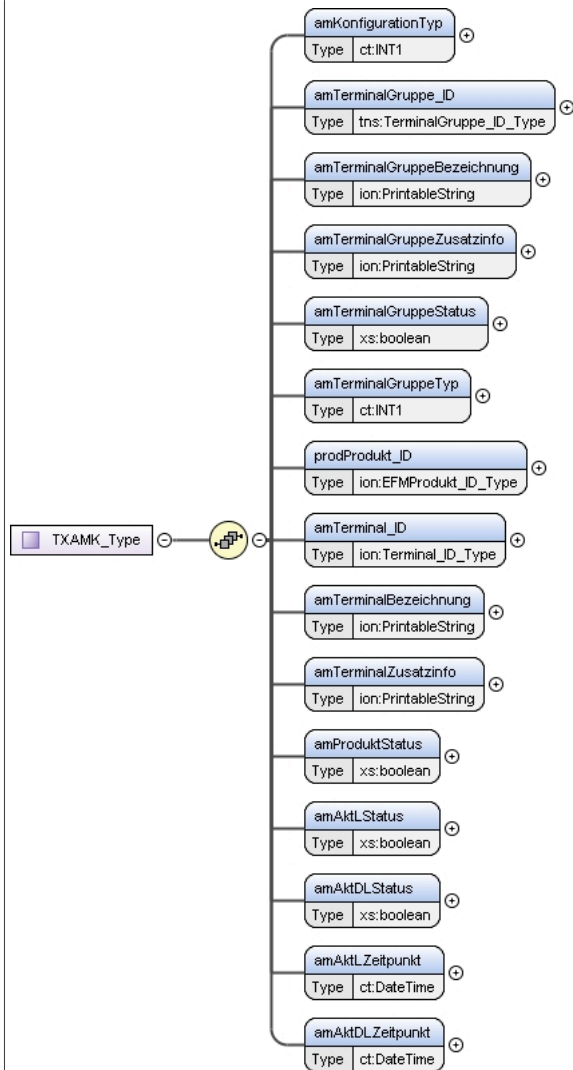 amKonfigurationTyp
Type ct:INT1
amTerminalGruppe_ID
Type tns:TerminalGruppe_ID_Type
amTerminalGruppeBezeichnung
Type ion:PrintableString
amTerminalGruppeZusatzinfo
Type ion:PrintableString
amTerminalGruppeStatus
Type xs:boolean
amTerminalGruppeTyp
Type ct:INT1
prodProdukt_ID
Type ion:EFMProdukt_ID_Type
TXAMK_Type
amTerminal_ID
Type ion:Terminal_ID_Type
amTerminalBezeichnung
Type ion:PrintableString
amTerminalZusatzinfo
Type ion:PrintableString
amProduktStatus
Type xs:boolean
amAktLStatus
Type xs:boolean
amAktDLStatus
Type xs:boolean
amAktLZeitpunkt
Type ct:DateTime
amAktDLZeitpunkt
Type ct:DateTime